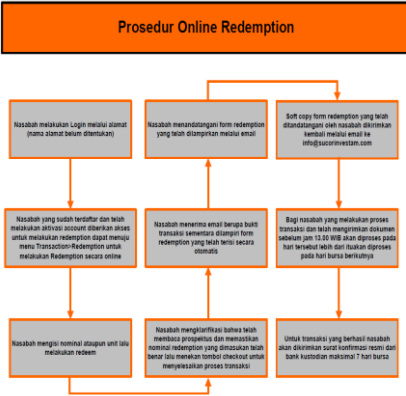 Prosedur Online Redemption
Nasabah melakukan Login melalui alamat
(nama alamat belum ditentukan)
Nasabah yang sudah terdaftar dan telah
melakukan aktivasi account diberikan akses
untuk melakukan redemption dapat menuju
menu Transaction>Redemption untuk
melakukan Redemption secara online
Nasabah mengisi nominal ataupun unit lalu
melakukan redeem
Nasabah mengklarifikasi bahwa telah
membaca prospektus dan memastikan
nominal redemption yang dimasukan telah
benar lalu menekan tombol checkout untuk
menyelesaikan proses transaksi
Nasabah menerima email berupa bukti
transaksi sementara dilampiri form
redemption yang telah terisi secara
otomatis
Nasabah menandatangani form redemption
yang telah dilampirkan melalui email
Soft copy form redemption yang telah
ditandatangani oleh nasabah dikirimkan
kembali melalui email ke
info@sucorinvestam.com
Bagi nasabah yang melakukan proses
transaksi dan telah mengirimkan dokumen
sebelum jam 13.00 WIB akan diproses pada
hari tersebut lebih dari ituakan diproses
pada hari bursa berikutnya
Untuk transaksi yang berhasil nasabah
akan dikirimkan surat konfirmasi resmi dari
bank kustodian maksimal 7 hari bursa